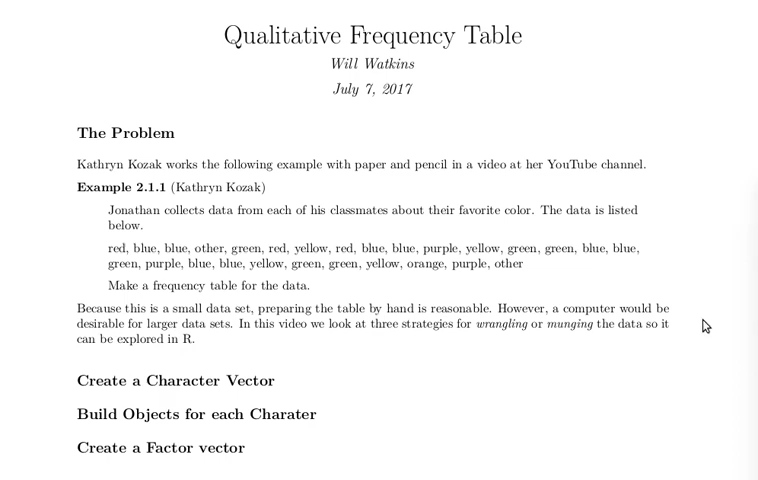 Qualitative Frequency Table
Will Watkins
July 7, 2017
The Problem
Kathryn Kozak works the following example with paper and pencil in a video at her YouTube channel.
Example 2.1.1 (Kathryn Kozak)
Jonathan collects data from each of his classmates about their favorite color. The data is listed
below.
red, blue, blue, other, green, red, yellow, red, blue, blue, purple, yellow, green, green, blue, blue,
green, purple, blue, blue, yellow, green, green, yellow, orange, purple, other
Make a frequency table for the data.
Because this is a small data set, preparing the table by hand is reasonable. However, a computer would be
desirable for larger data sets. In this video we look at three strategies for wrangling or munging the data so it
can be explored in R.
Create a Character Vector
Build Objects for each Charater
Create a Factor vector